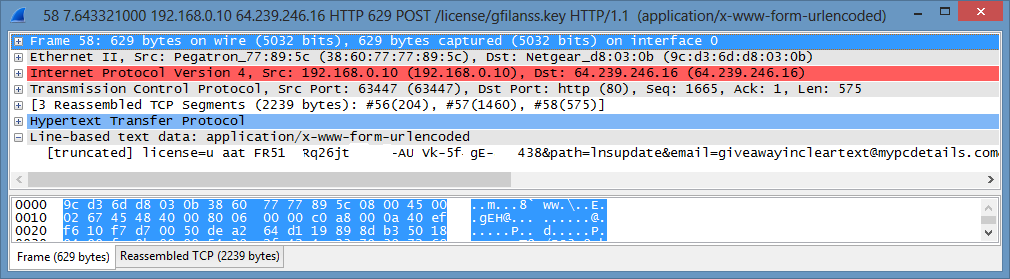 58 7.643321000 192.168.0.10 64.239.246.16 HTTP 629 POST /license/gfilanss.key HTTP/1.1 (application/x-www-form-urlencoded)
Frame 58: 629 bytes on wire (5032 bits), 629 bytes captured (5032 bits) on interface 0
Ethernet II, Src: Pegatron_77:89:5c (38:60:77:77:89:5c), Dst: Netgear_d8:03:0b (9c:d3:6d:d8:03:0b)
Internet Protocol Version 4, Src: 192.168.0.10 (192.168.0.10), Dst: 64.239.246.16 (64.239.246.16)
Transmission Control Protocol, Src Port: 63447 (63447), Dst Port: http (80), Seq: 1665, Ack: 1, Len: 575
[3 Reassembled TCP Segments (2239 bytes): #56(204), #57(1460), #58(575)]
Hypertext Transfer Protocol
Line-based text data: application/x-www-form-urlencoded
[truncated] license=u aat FR51 Rq26jt -AU Vk-5f gE- 438&path=lnsupdate&email=giveawayincleartext@mypcdetails.com
0000 9c d3 6d d8 03 0b 38 60 77 77 89 5c 08 00 45 00 ..m...8` ww.\..E.
0010 02 67 45 48 40 00 80 06 00 00 c0 a8 00 0a 40 ef .gEH@... ......@.
0020 f6 10 f7 d7 00 50 de a2 64 d1 19 89 8d b3 50 18 .....P.. d.....P.
Frame (629 bytes) Reassembled TCP (2239 bytes)